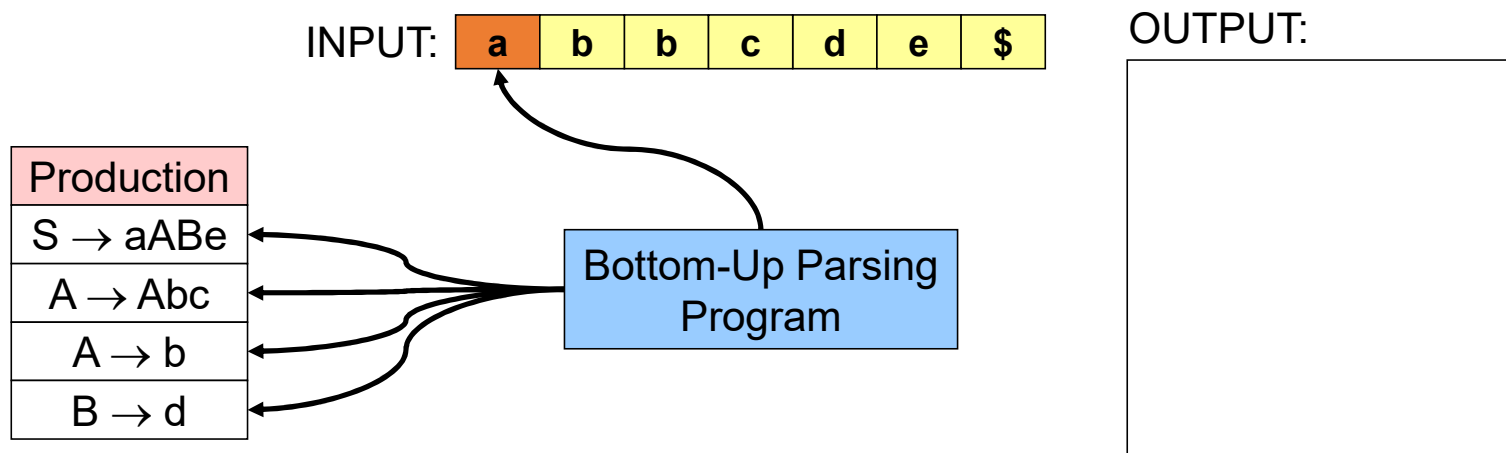 INPUT: a b b c d e $
OUTPUT:
Production
S → aABe
A → Abc
A → b
B → d
Bottom-Up Parsing
Program